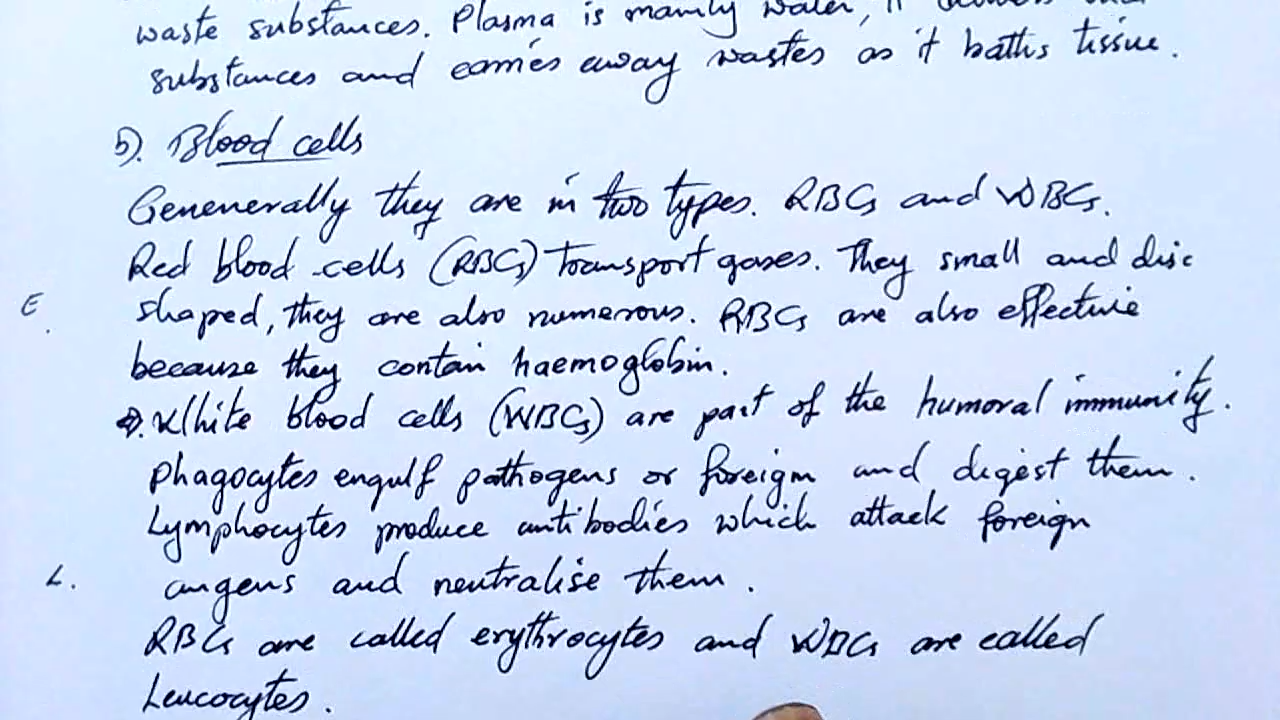 waste substances. Plasma is mainly water, it
substances and carries away wastes as it baths tissue.
5). Blood cells
Genenerally they are in two types. RBCs and WBCs.
Red blood cells (RBCs) transport gases. They small and disc
E.
shaped, they are also numerous. RBCs are also effective
because they contain haemoglobin.
White blood cells (WBCs) are part of the humoral immunity.
Phagocytes engulf pathogens or foreign and digest them.
Lymphocytes produce antibodies which attack foreign
L.
angens and neutralise them.
RBCs are called erythrocytes and WBCs are called
Leucocytes.